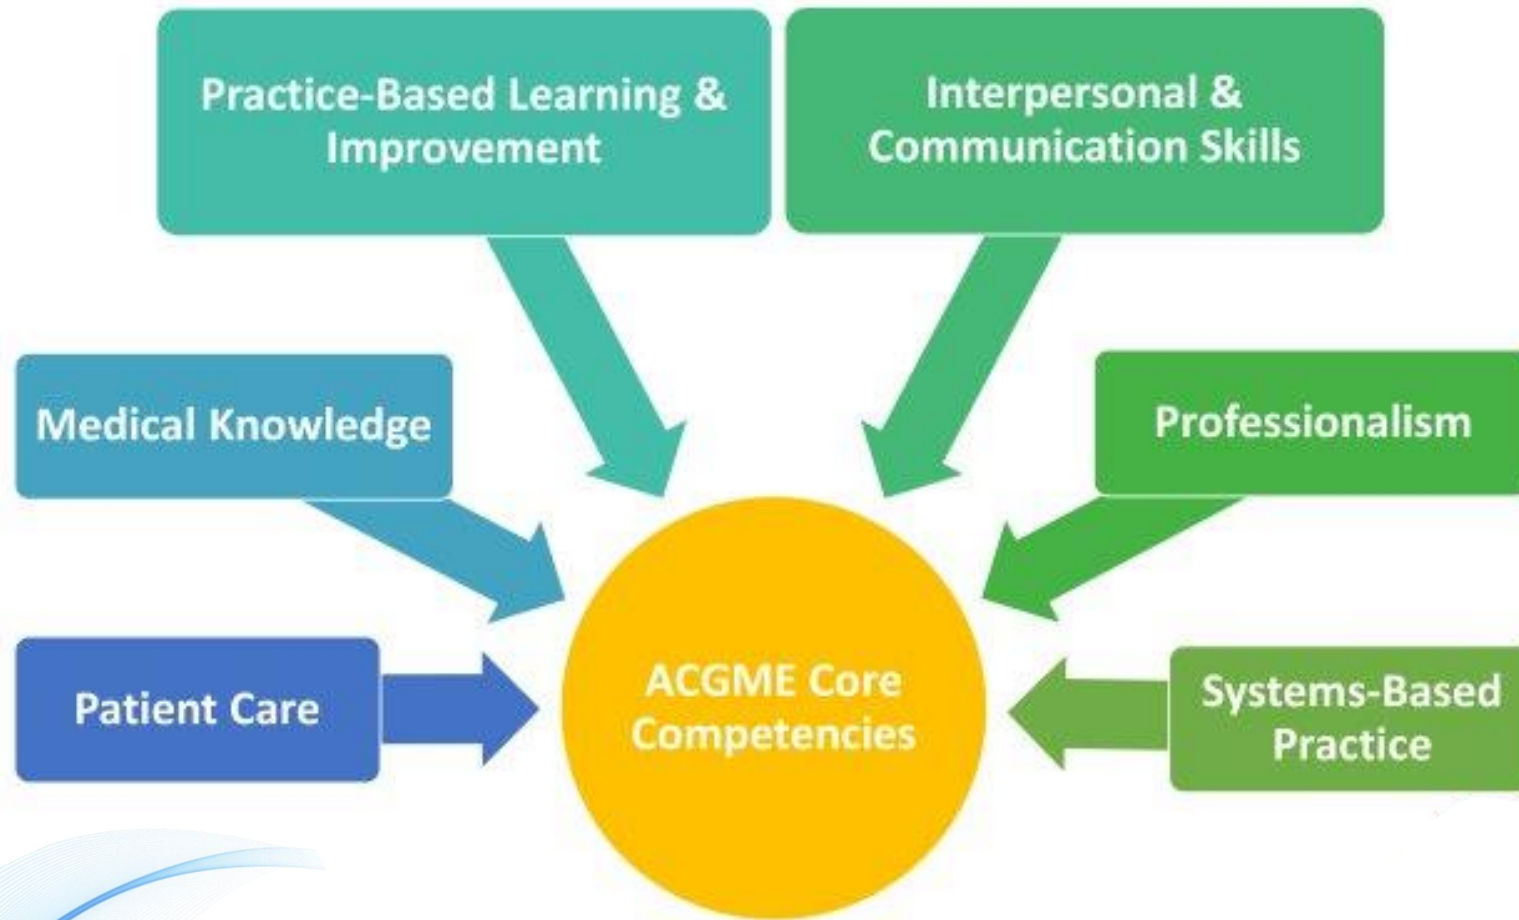 Practice-Based Learning &
Improvement
Interpersonal &
Communication Skills
Medical Knowledge
Professionalism
Patient Care
ACGME Core
Competencies
Systems-Based
Practice